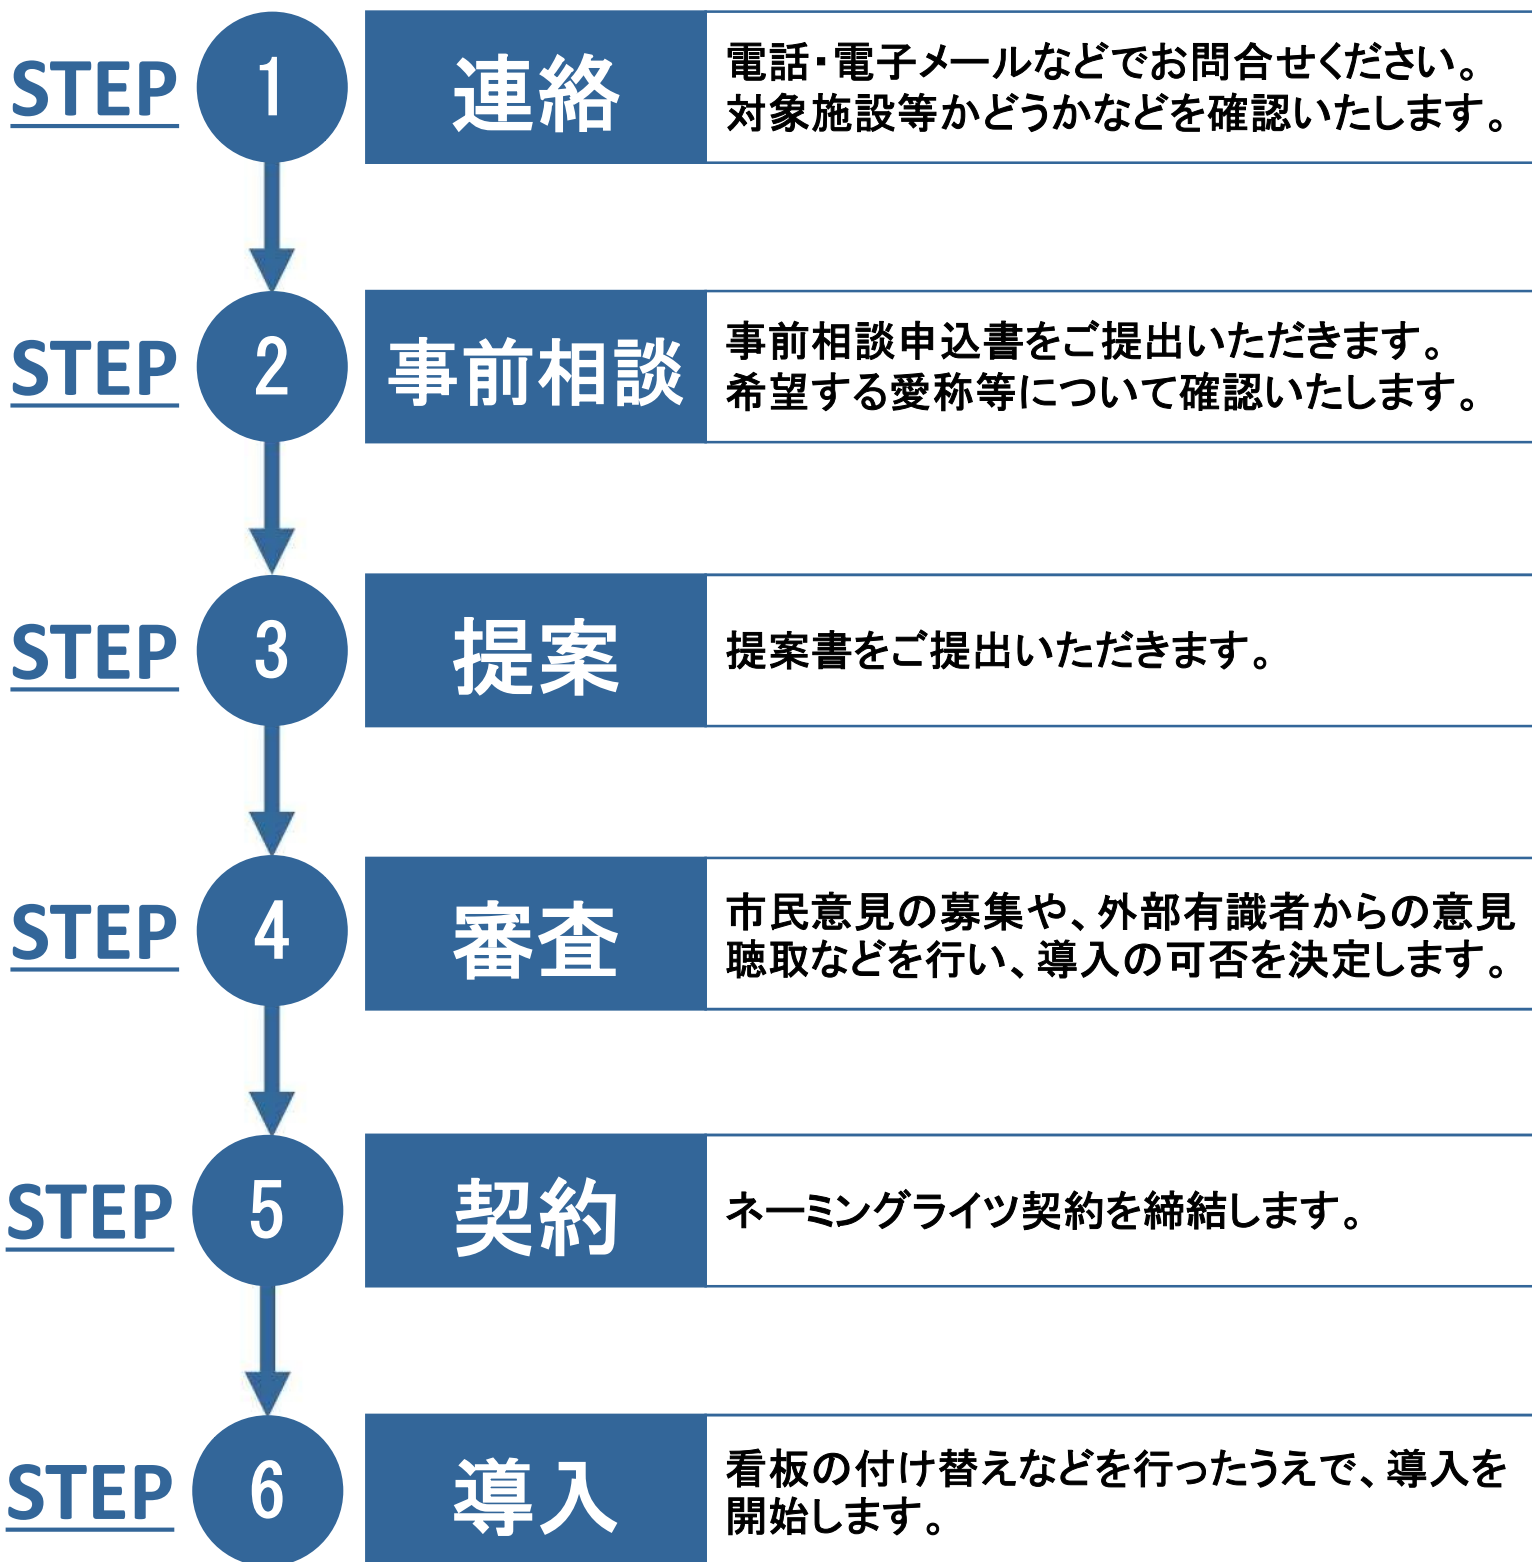 STEP 1 連絡
電話・電子メールなどでお問合せください。
対象施設等かどうかなどを確認いたします。
STEP 2 事前相談
事前相談申込書をご提出いただきます。
希望する愛称等について確認いたします。
STEP 3 提案
提案書をご提出いただきます。
STEP 4 審査
市民意見の募集や、外部有識者からの意見
聴取などを行い、導入の可否を決定します。
STEP 5 契約
ネーミングライツ契約を締結します。
STEP 6 導入
看板の付け替えなどを行ったうえで、導入を
開始します。